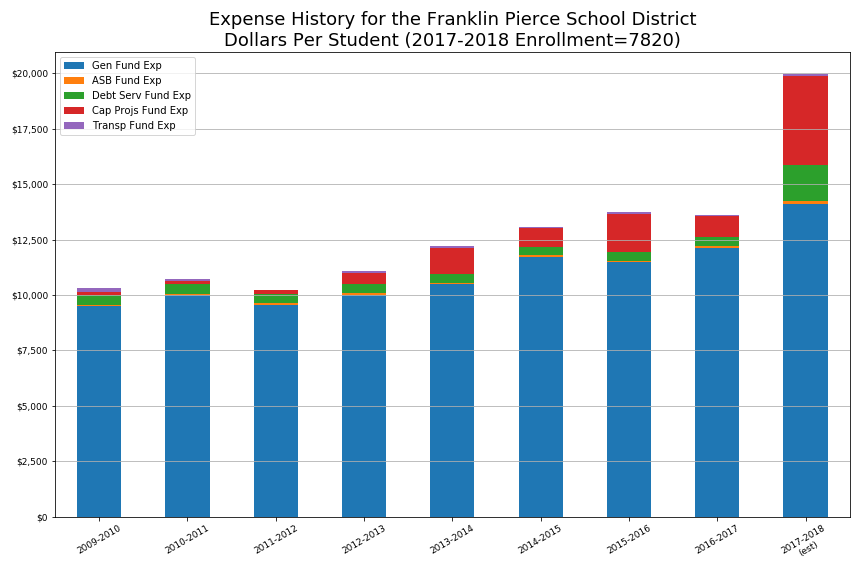 Expense History for the Franklin Pierce School District
Dollars Per Student (2017-2018 Enrollment=7820)
Gen Fund Exp
ASB Fund Exp
Debt Serv Fund Exp
Cap Projs Fund Exp
Transp Fund Exp
$20,000
$17,500
$15,000
$12,500
$10,000
$7,500
$5,000
$2,500
$0
2009-2010
2010-2011
2011-2012
2012-2013
2013-2014
2014-2015
2015-2016
2016-2017
2017-2018
(est)